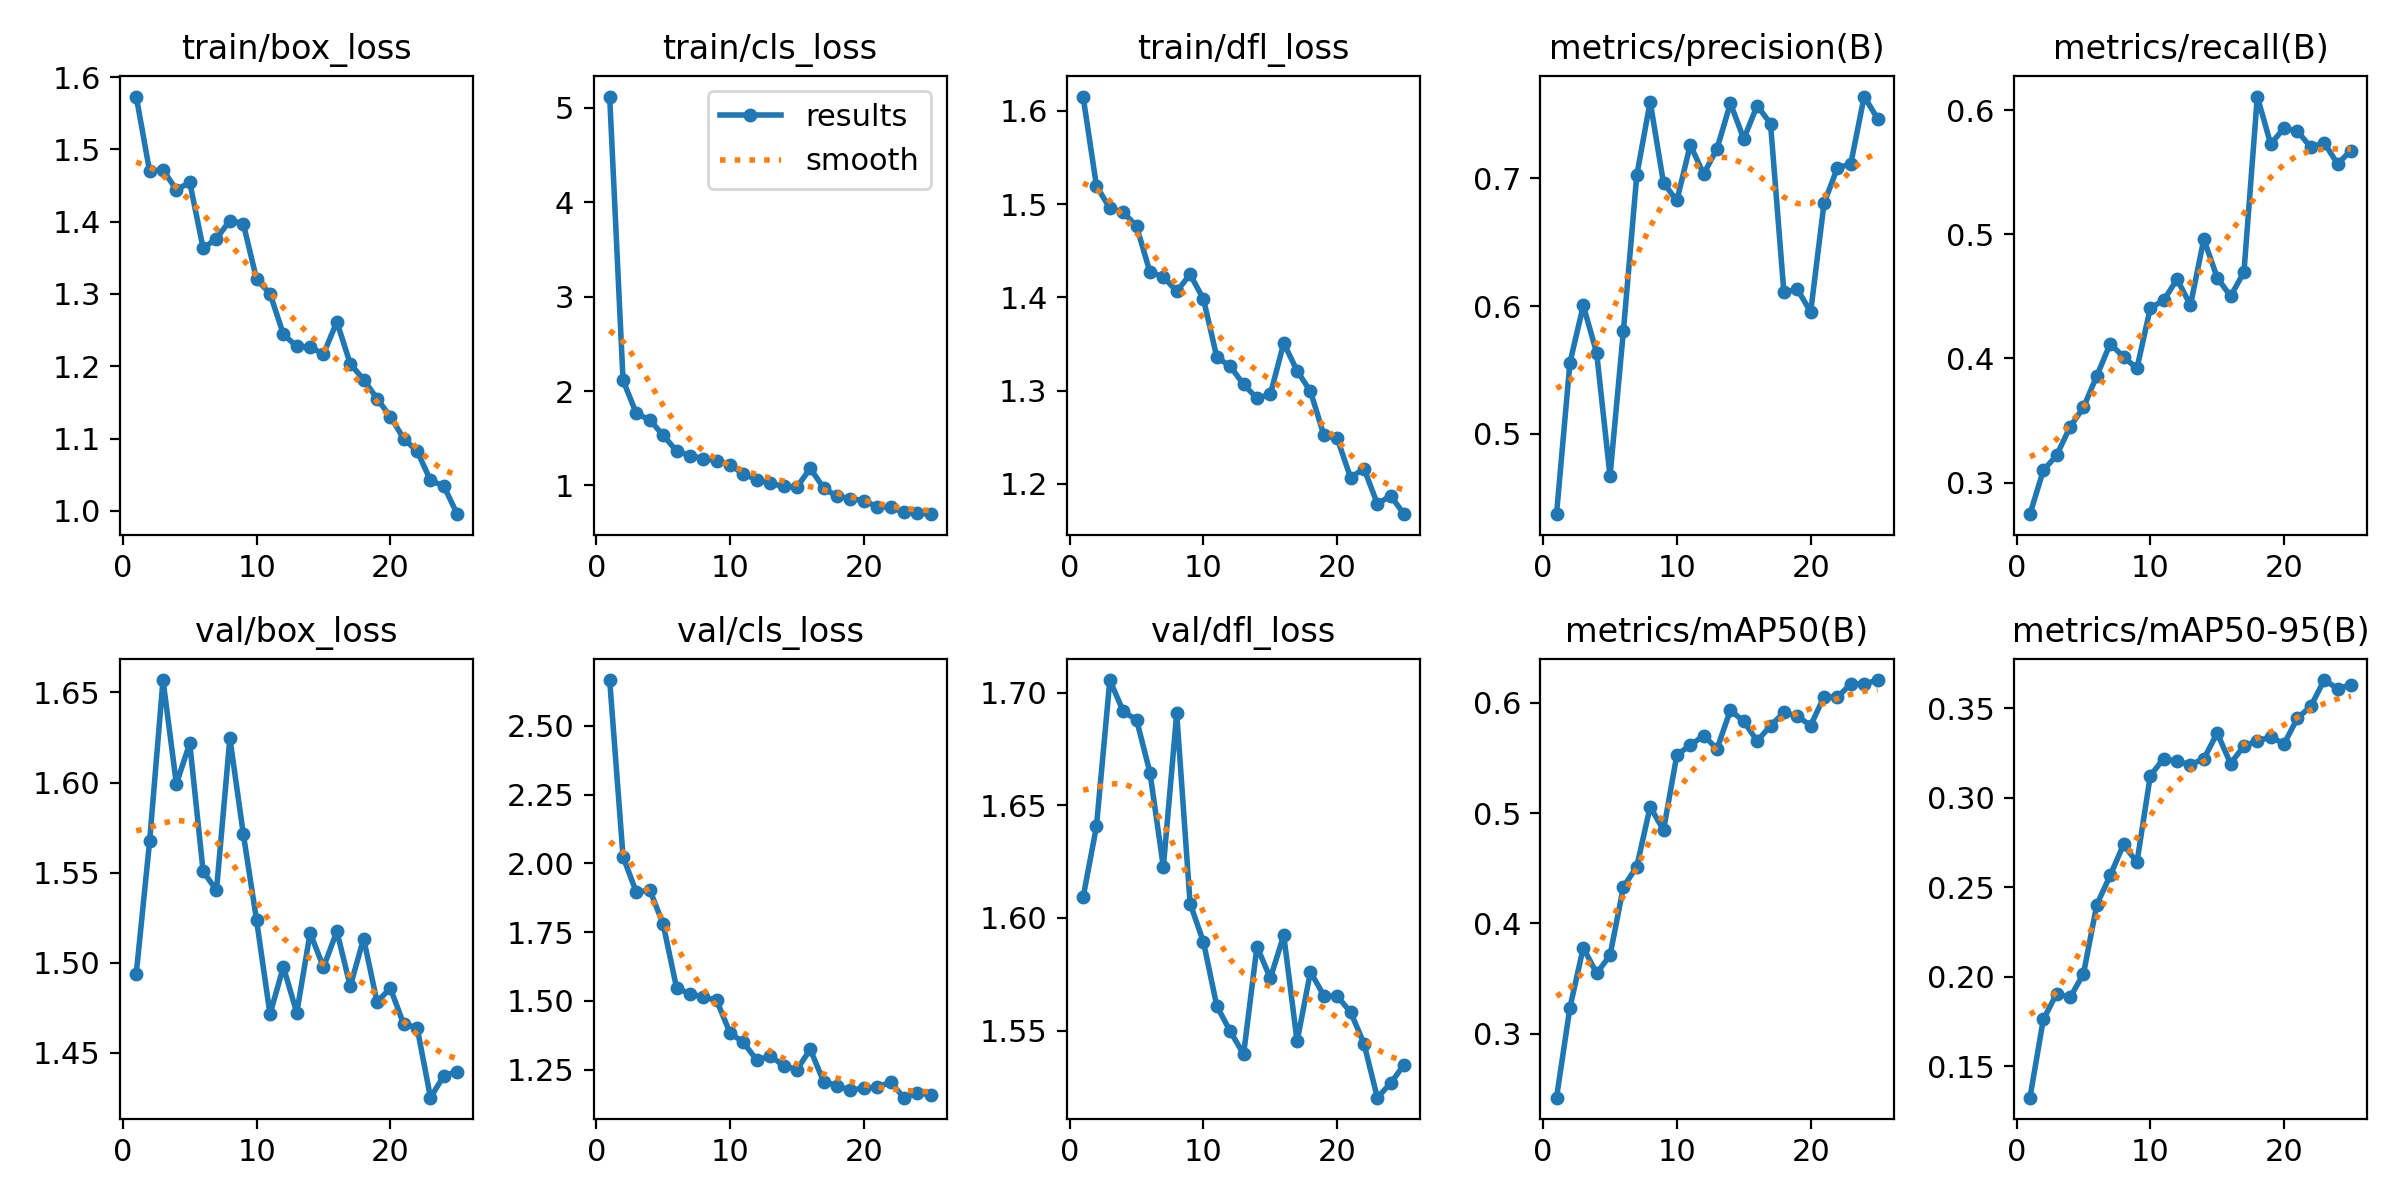 train/box_loss
1.6
1.5
1.4
1.3
1.2
1.1
1.0
0 10 20
train/cls_loss
results
smooth
5
4
3
2
1
0 10 20
train/dfl_loss
1.6
1.5
1.4
1.3
1.2
0 10 20
metrics/precision(B)
0.7
0.6
0.5
0 10 20
metrics/recall(B)
0.6
0.5
0.4
0.3
0 10 20
val/box_loss
1.65
1.60
1.55
1.50
1.45
0 10 20
val/cls_loss
2.50
2.25
2.00
1.75
1.50
1.25
0 10 20
val/dfl_loss
1.70
1.65
1.60
1.55
0 10 20
metrics/mAP50(B)
0.6
0.5
0.4
0.3
0 10 20
metrics/mAP50-95(B)
0.35
0.30
0.25
0.20
0.15
0 10 20